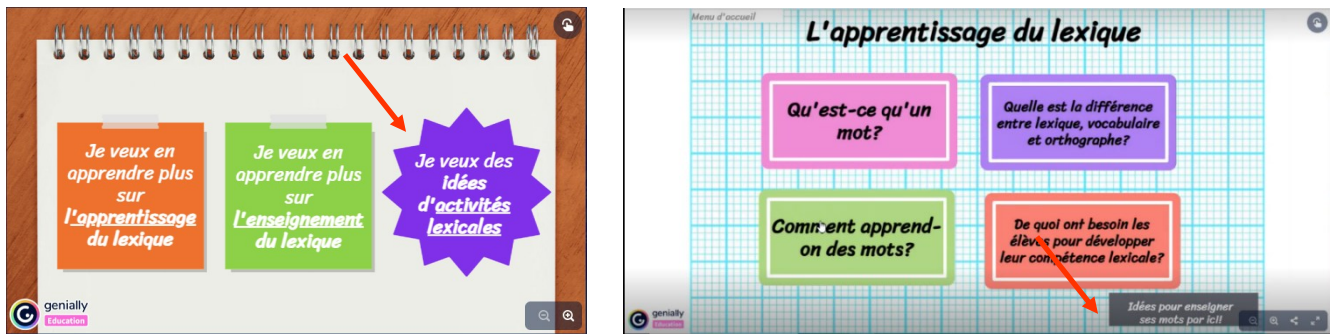 Je veux en
apprendre plus
sur
l'apprentissage
du lexique
Je veux en
apprendre plus
sur
l'enseignement
du lexique
Je veux des
idées
d'activités
lexicales
genially
Education
Menu d'accueil
L'apprentissage du lexique
Qu'est-ce qu'un
mot?
Quelle est la différence
entre lexique, vocabulaire
et orthographe?
Comment apprend-
on des mots?
De quoi ont besoin les
élèves pour développer
leur compétence lexicale?
Idées pour enseigner
ses mots par ici!
genially
Education